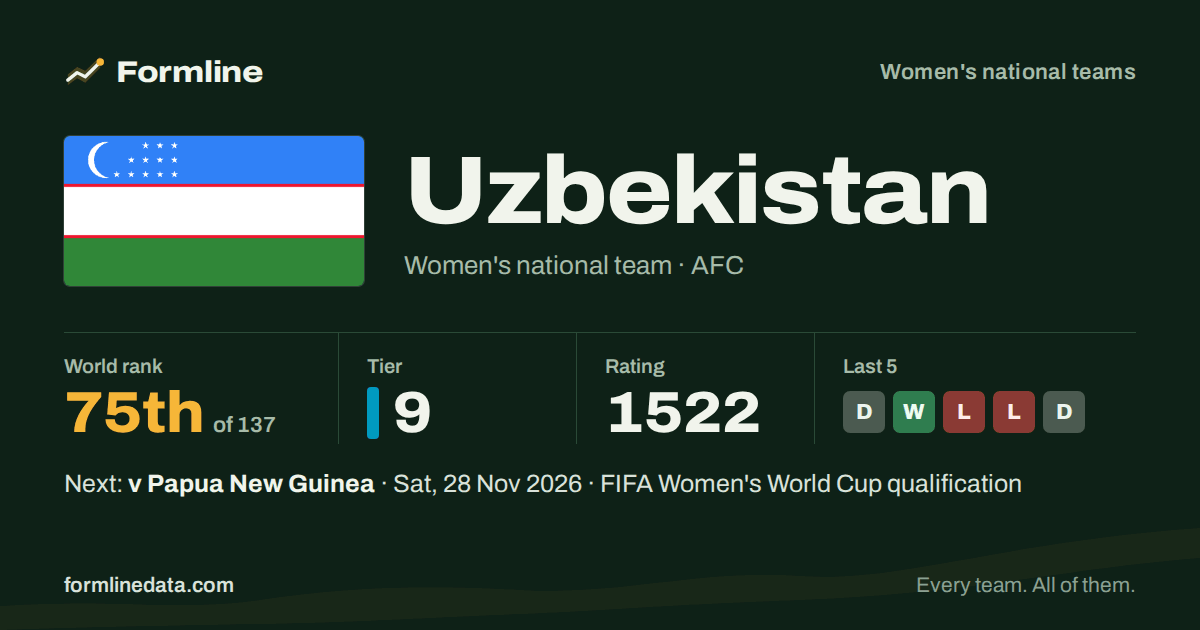 Formline
Women's national teams
Uzbekistan
Women's national team · AFC
World rank
75th of 137
Tier
9
Rating
1522
Last 5
D W L L D
Next: v Papua New Guinea · Sat, 28 Nov 2026 · FIFA Women's World Cup qualification
formlinedata.com
Every team. All of them.